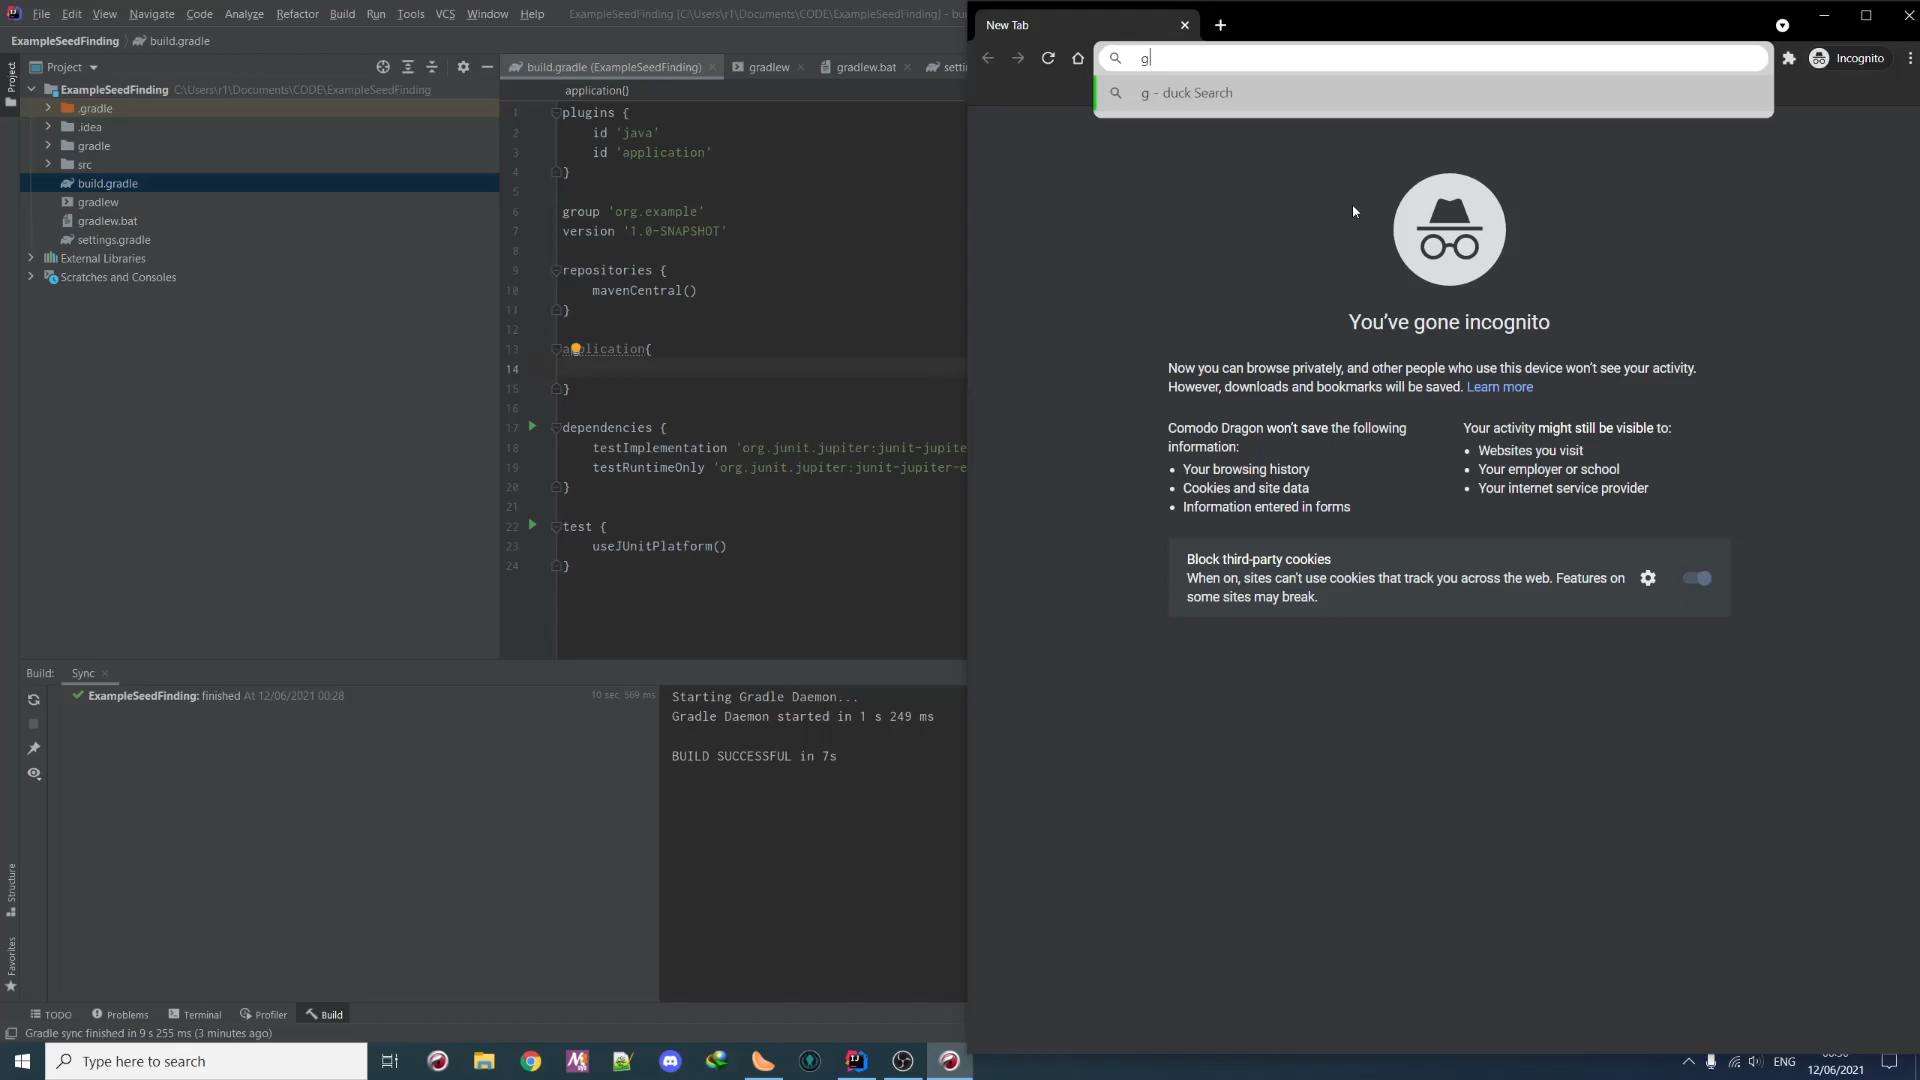 File Edit View Navigate Code Analyze Refactor Build Run Tools VCS Window Help ExampleSeedFinding [C:\Users\r1\Documents\CODE\ExampleSeedFinding] -
ExampleSeedFinding build.gradle
Project
Project
build.gradle (ExampleSeedFinding)
gradlew
gradlew.bat
ExampleSeedFinding C:\Users\r1\Documents\CODE\ExampleSeedFinding
.gradle
.idea
gradle
src
build.gradle
gradlew
gradlew.bat
settings.gradle
External Libraries
Scratches and Consoles
application{}
1 plugins {
2 id 'java'
3 id 'application'
4 }
5
6 group 'org.example'
7 version '1.0-SNAPSHOT'
8
9 repositories {
10 mavenCentral()
11 }
12
13 application{
14
15 }
16
17 dependencies {
18 testImplementation 'org.junit.jupiter:junit-jupite
19 testRuntimeOnly 'org.junit.jupiter:junit-jupiter-e
20 }
21
22 test {
23 useJUnitPlatform()
24 }
Build: Sync
ExampleSeedFinding: finished At 12/06/2021 00:28
10 sec, 569 ms
Starting Gradle Daemon...
Gradle Daemon started in 1 s 249 ms
BUILD SUCCESSFUL in 7s
Structure
Favorites
TODO Problems Terminal Profiler Build
Gradle sync finished in 9 s 255 ms (3 minutes ago)
New Tab
g
Incognito
g - duck Search
You've gone incognito
Now you can browse privately, and other people who use this device won't see your activity.
However, downloads and bookmarks will be saved. Learn more
Comodo Dragon won't save the following
information:
Your browsing history
Cookies and site data
Information entered in forms
Your activity might still be visible to:
Websites you visit
Your employer or school
Your internet service provider
Block third-party cookies
When on, sites can't use cookies that track you across the web. Features on
some sites may break.
Type here to search
ENG
12/06/2021